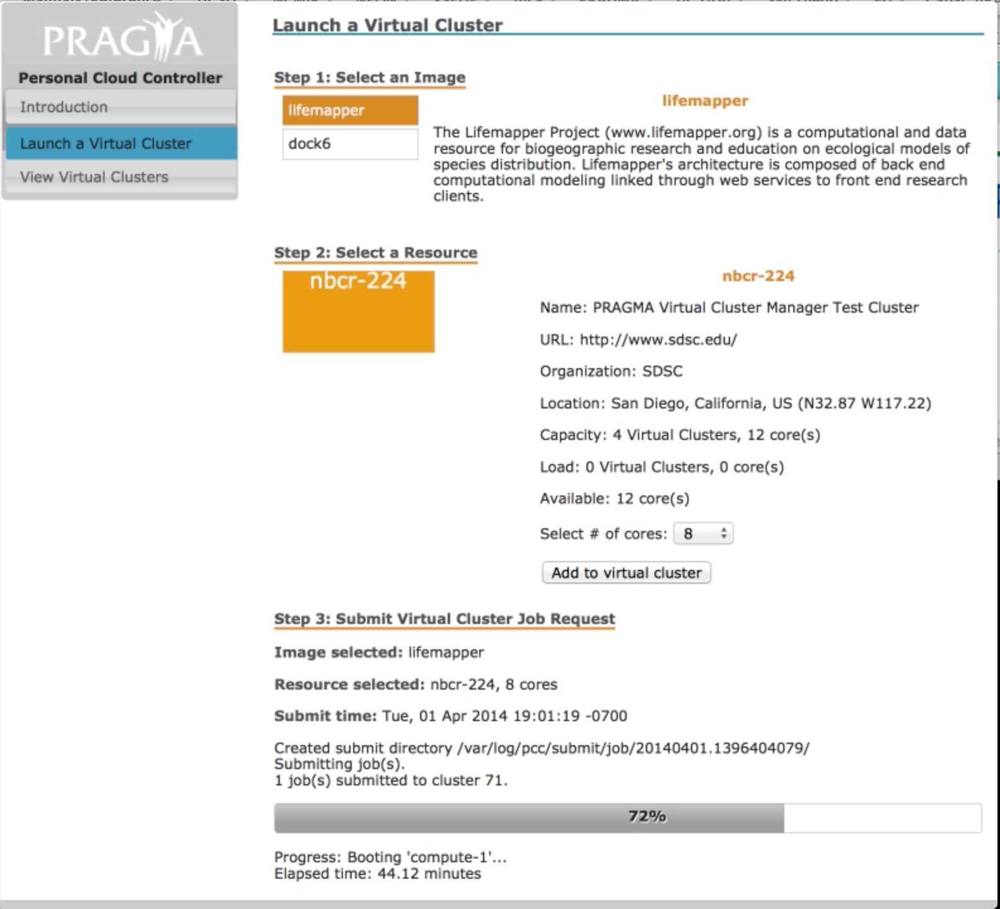 PRAGMA
Personal Cloud Controller
Introduction
Launch a Virtual Cluster
View Virtual Clusters
Launch a Virtual Cluster
Step 1: Select an Image
lifemapper
dock6
lifemapper
The Lifemapper Project (www.lifemapper.org) is a computational and data
resource for biogeographic research and education on ecological models of
species distribution. Lifemapper's architecture is composed of back end
computational modeling linked through web services to front end research
clients.
Step 2: Select a Resource
nbcr-224
nbcr-224
Name: PRAGMA Virtual Cluster Manager Test Cluster
URL: http://www.sdsc.edu/
Organization: SDSC
Location: San Diego, California, US (N32.87 W117.22)
Capacity: 4 Virtual Clusters, 12 core(s)
Load: 0 Virtual Clusters, 0 core(s)
Available: 12 core(s)
Select # of cores: 8
Add to virtual cluster
Step 3: Submit Virtual Cluster Job Request
Image selected: lifemapper
Resource selected: nbcr-224, 8 cores
Submit time: Tue, 01 Apr 2014 19:01:19 -0700
Created submit directory /var/log/pcc/submit/job/20140401.1396404079/
Submitting job(s).
1 job(s) submitted to cluster 71.
72%
Progress: Booting 'compute-1'...
Elapsed time: 44.12 minutes